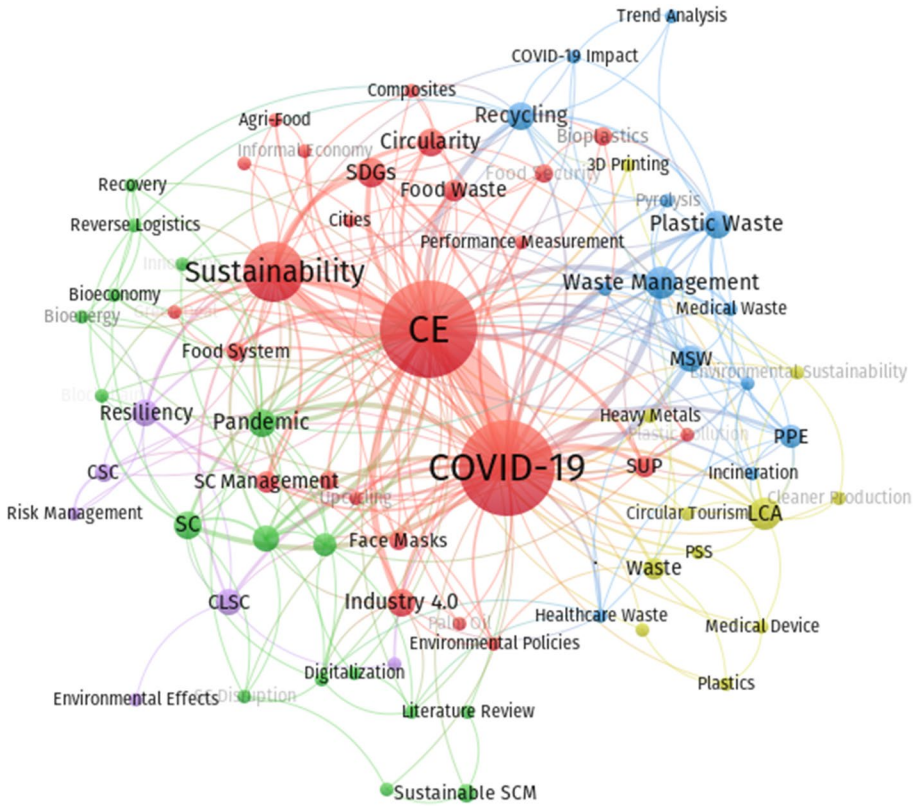 Trend Analysis
COVID-19 Impact
Composites
Recycling
Agri-Food
Circularity
Bioplastics
Informal Economy
3D Printing
SDGs
Food Security
Recovery
Food Waste
Pyrolysis
Cities
Reverse Logistics
Plastic Waste
Performance Measurement
Sustainability
Waste Management
Bioeconomy
Medical Waste
Bioenergy
CE
Food System
MSW
Environmental Sustainability
Resiliency
Pandemic
Heavy Metals
Plastic Pollution
PPE
COVID-19
SUP
CSC
Incineration
SC Management
Upcycling
Cleaner Production
Risk Management
Circular Tourism
LCA
SC
Face Masks
PSS
Waste
CLSC
Industry 4.0
Healthcare Waste
Palm Oil
Medical Device
Environmental Policies
Digitalization
Plastics
Environmental Effects
SC Disruption
Literature Review
Sustainable SCM